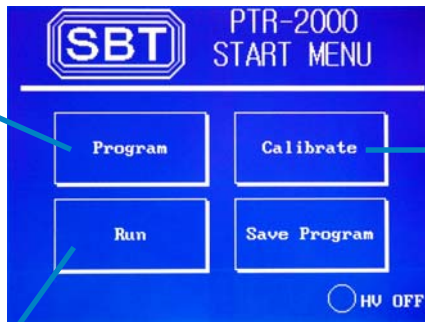 SBT
PTR-2000
START MENU
Program
Calibrate
Run
Save Program
HV OFF